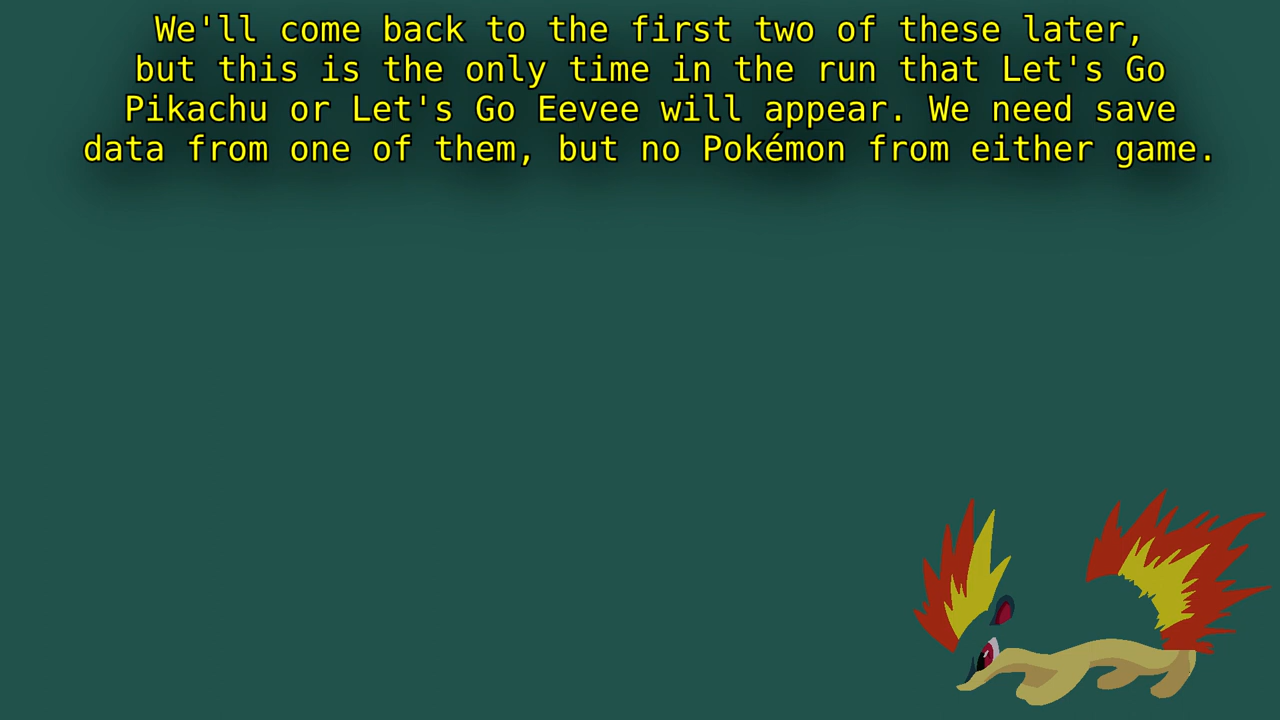 We'll come back to the first two of these later,
but this is the only time in the run that Let's Go
Pikachu or Let's Go Eevee will appear. We need save
data from one of them, but no Pokémon from either game.